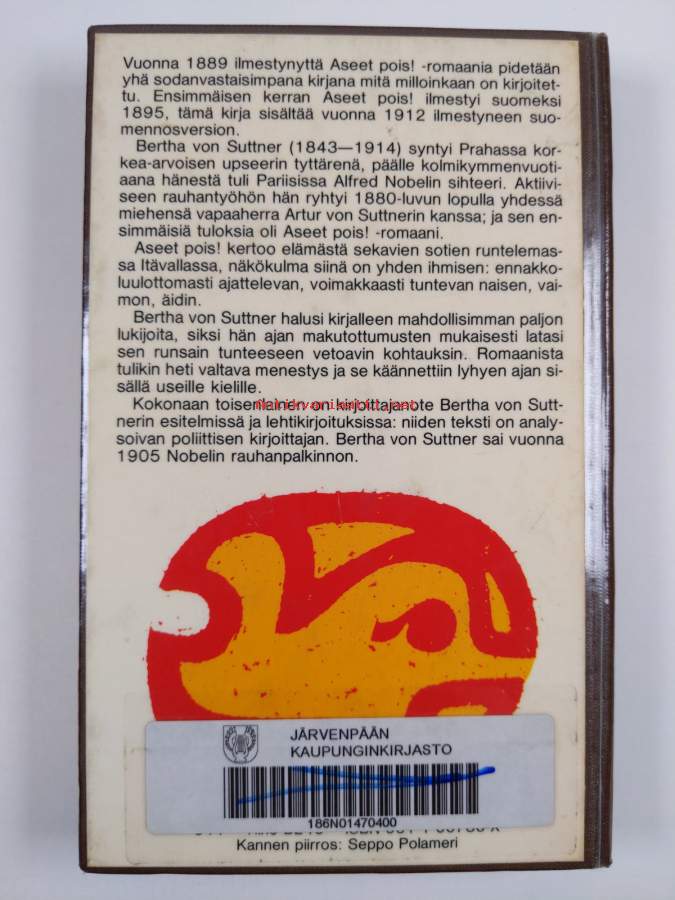 Vuonna 1889 ilmestynyttä Aseet pois! -romaania pidetään
yhä sodanvastaisimpana kirjana mitä milloinkaan on kirjoitet-
tu. Ensimmäisen kerran Aseet pois! ilmestyi suomeksi
1895, tämä kirja sisältää vuonna 1912 ilmestyneen suo-
mennosversion.
Bertha von Suttner (1843—1914) syntyi Prahassa kor-
kea-arvoisen upseerin tyttärenä, päälle kolmikymmenvuoti-
aana hänestä tuli Pariisissa Alfred Nobelin sihteeri. Aktiivi-
seen rauhantyöhön hän ryhtyi 1880-luvun lopulla yhdessä
miehensä vapaaherra Artur von Suttnerin kanssa; ja sen en-
simmäisiä tuloksia oli Aseet pois! -romaani.
Aseet pois! kertoo elämästä sekavien sotien runtelemas-
sa Itävallassa, näkökulma siinä on yhden ihmisen: ennakko-
luulottomasti ajattelevan, voimakkaasti tuntevan naisen, vai-
mon, äidin.
Bertha von Suttner halusi kirjalleen mahdollisimman paljon
lukijoita, siksi hän ajan makutottumusten mukaisesti latasi
sen runsain tunteeseen vetoavin kohtauksin. Romaanista
tulikin heti valtava menestys ja se käännettiin lyhyen ajan si-
sällä useille kielille.
Kokonaan toisenlainen on kirjoittajanote Bertha von Sutt-
nerin esitelmissä ja lehtikirjoituksissa: niiden teksti on analy-
soivan poliittisen kirjoittajan. Bertha von Suttner sai vuonna
1905 Nobelin rauhanpalkinnon.
JÄRVENPÄÄN
KAUPUNGINKIRJASTO
186N01470400
Kannen piirros: Seppo Polameri